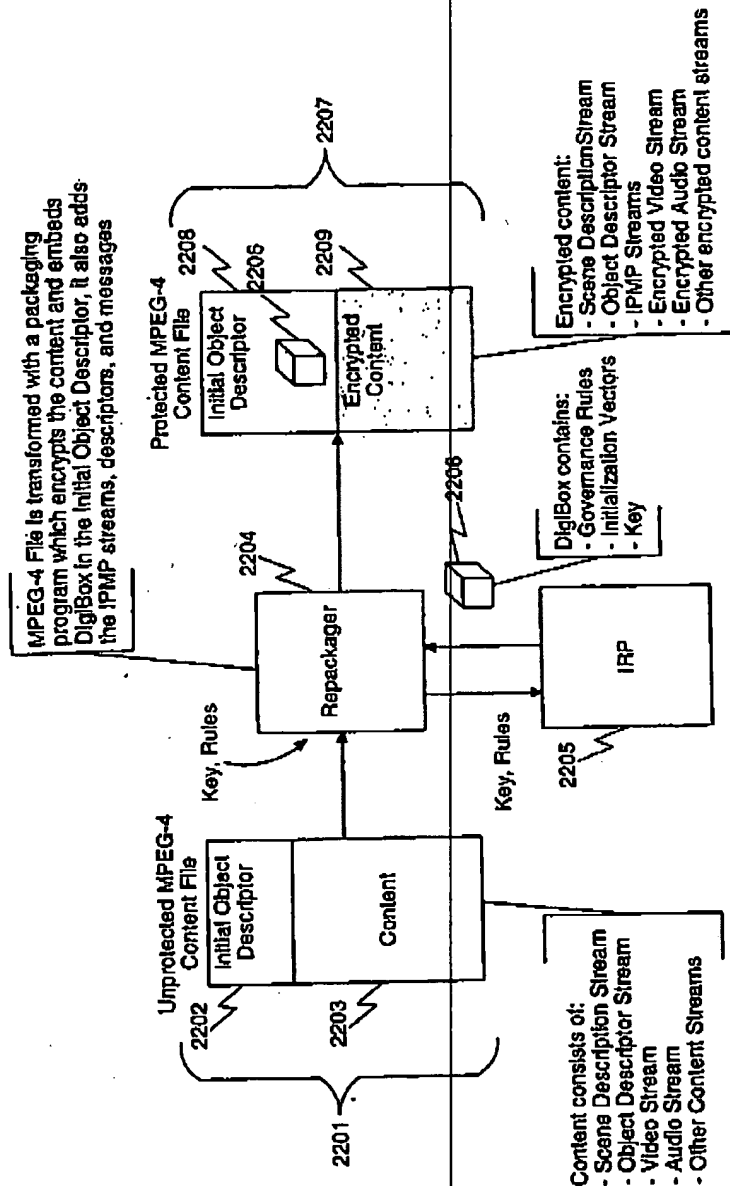 MPEG-4 File is transformed with a packaging
program which encrypts the content and embeds
DigiBox in the Initial Object Descriptor, it also adds
the IPMP streams, descriptors, and messages
Unprotected MPEG-4
Content File
Initial Object
Descriptor
Content
2201
2202
2203
Key, Rules
Repackager
2204
Key, Rules
IRP
2205
2206
Protected MPEG-4
Content File
Initial Object
Descriptor
Encrypted
Content
2208
2206
2209
2207
Content consists of:
- Scene Description Stream
- Object Descriptor Stream
- Video Stream
- Audio Stream
- Other Content Streams
DigiBox contains:
- Governance Rules
- Initialization Vectors
- Key
Encrypted content:
- Scene DescriptionStream
- Object Descriptor Stream
- IPMP Streams
- Encrypted Video Stream
- Encrypted Audio Stream
- Other encrypted content streams